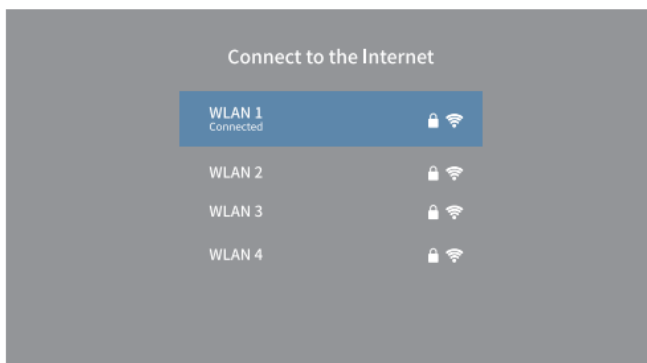 Connect to the Internet
WLAN 1
Connected
WLAN 2
WLAN 3
WLAN 4